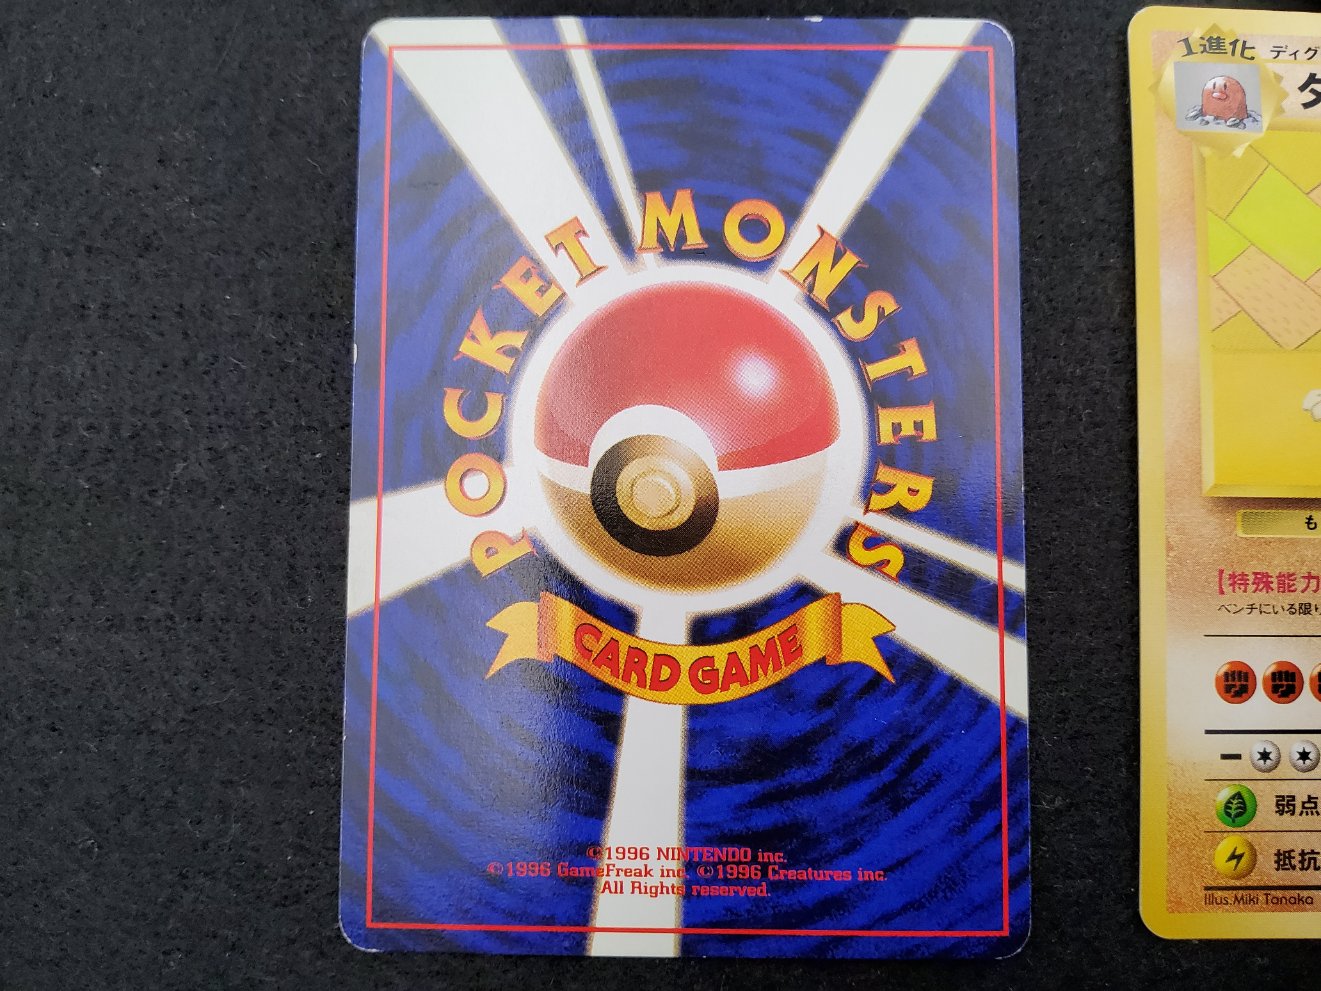 POCKET MONSTERS
CARD GAME
©1996 NINTENDO inc.
©1996 GameFreak inc. ©1996 Creatures inc.
All Rights reserved.
1進化 ディグ
ダ
も
【特殊能力
ベンチにいる限り
弱点
抵抗
Illus.Miki Tanaka